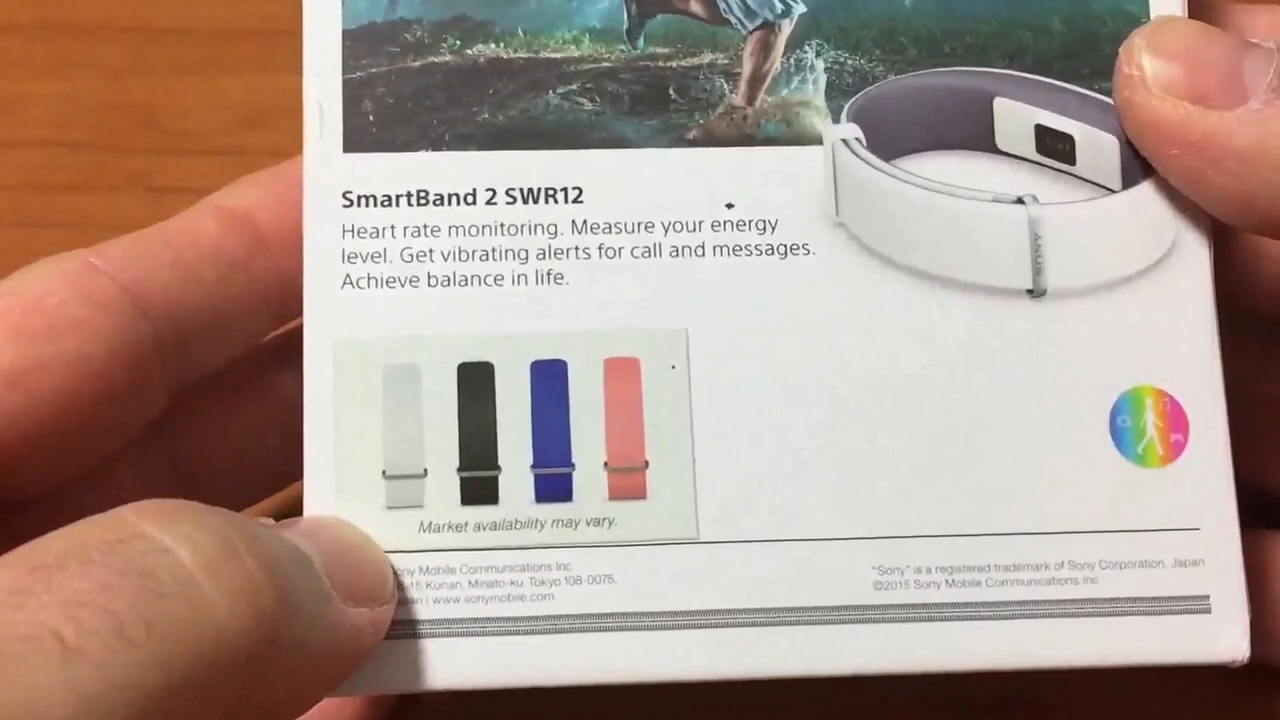 SmartBand 2 SWR12
Heart rate monitoring. Measure your energy
level. Get vibrating alerts for call and messages.
Achieve balance in life.
SONY
Market availability may vary.
Sony Mobile Communications Inc
-15 Konan, Minato-ku, Tokyo 108-0075,
| www.sonymobile.com
"Sony" is a registered trademark of Sony Corporation, Japan
©2015 Sony Mobile Communications Inc